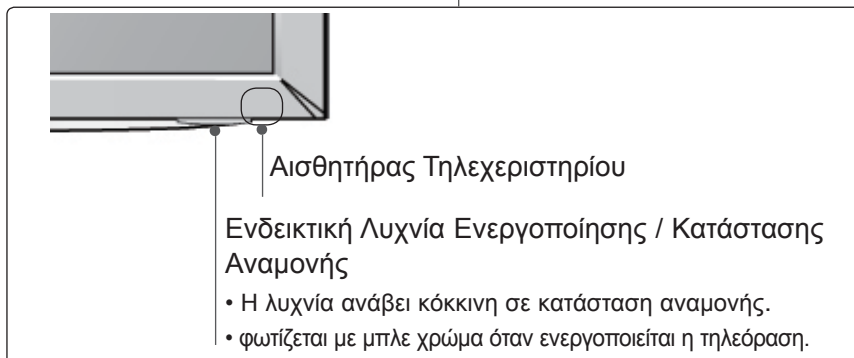 Αισθητήρας Τηλεχεριστηρίου
Ενδεικτική Λυχνία Ενεργοποίησης / Κατάστασης
Αναμονής
• Η λυχνία ανάβει κόκκινη σε κατάσταση αναμονής.
• φωτίζεται με μπλε χρώμα όταν ενεργοποιείται η τηλεόραση.